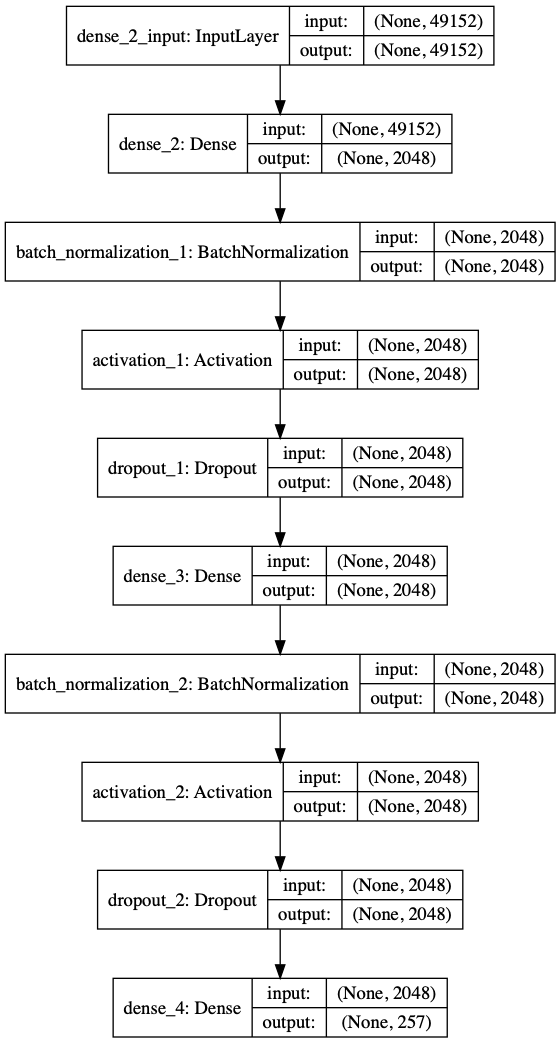 dense_2_input: InputLayer
input: (None, 49152)
output: (None, 49152)
dense_2: Dense
input: (None, 49152)
output: (None, 2048)
batch_normalization_1: BatchNormalization
input: (None, 2048)
output: (None, 2048)
activation_1: Activation
input: (None, 2048)
output: (None, 2048)
dropout_1: Dropout
input: (None, 2048)
output: (None, 2048)
dense_3: Dense
input: (None, 2048)
output: (None, 2048)
batch_normalization_2: BatchNormalization
input: (None, 2048)
output: (None, 2048)
activation_2: Activation
input: (None, 2048)
output: (None, 2048)
dropout_2: Dropout
input: (None, 2048)
output: (None, 2048)
dense_4: Dense
input: (None, 2048)
output: (None, 257)